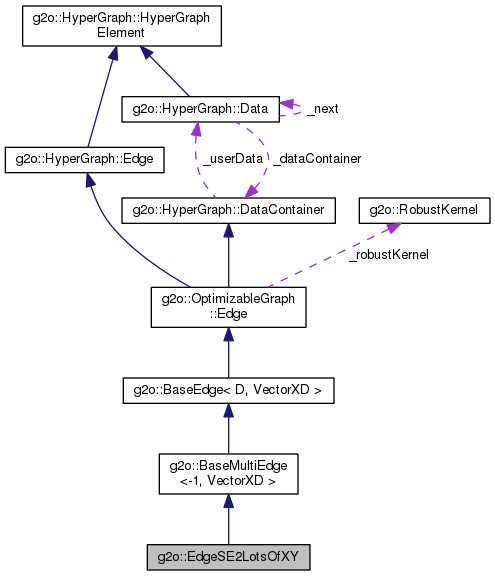 g2o::HyperGraph::HyperGraph
Element
g2o::HyperGraph::Data
_next
g2o::HyperGraph::Edge
_userData
_dataContainer
g2o::HyperGraph::DataContainer
g2o::RobustKernel
_robustKernel
g2o::OptimizableGraph
::Edge
g2o::BaseEdge< D, VectorXD >
g2o::BaseMultiEdge
<-1, VectorXD >
g2o::EdgeSE2LotsOfXY